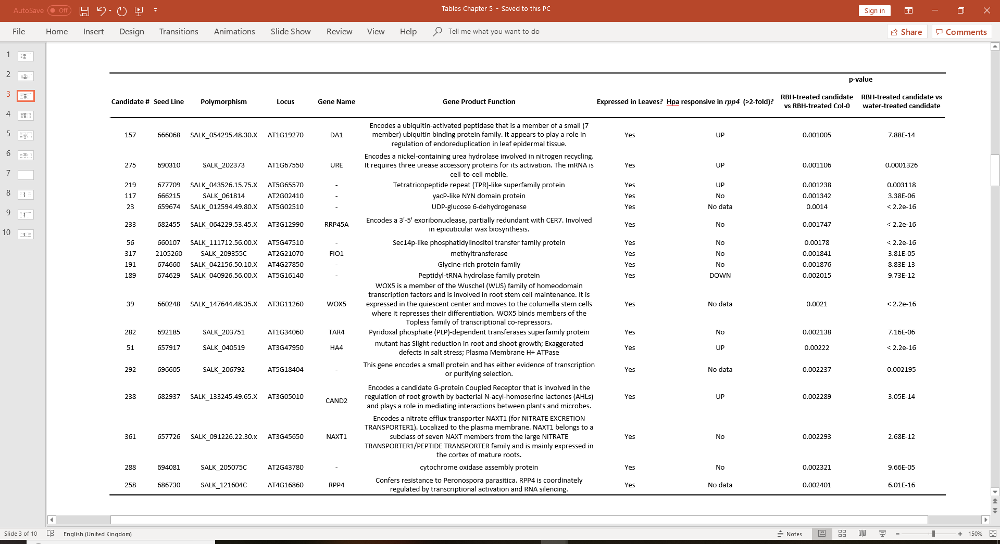 AutoSave Off
Tables Chapter 5 - Saved to this PC
Sign in
File Home Insert Design Transitions Animations Slide Show Review View Help Tell me what you want to do
Share Comments
1
2
3
4
5
6
7
8
9
10
p-value
Candidate # Seed Line Polymorphism Locus Gene Name Gene Product Function Expressed in Leaves? Hpa responsive in rpp4 (>2-fold)? RBH-treated candidate vs RBH-treated Col-0 RBH-treated candidate vs water-treated candidate
157 666068 SALK_054295.48.30.X AT1G19270 DA1 Encodes a ubiquitin-activated peptidase that is a member of a small (7 member) ubiquitin binding protein family. It appears to play a role in regulation of endoreduplication in leaf epidermal tissue. Yes UP 0.001005 7.88E-14
275 690310 SALK_202373 AT1G67550 URE Encodes a nickel-containing urea hydrolase involved in nitrogen recycling. It requires three urease accessory proteins for its activation. The mRNA is cell-to-cell mobile. Yes UP 0.001106 0.0001326
219 677709 SALK_043526.15.75.X AT5G65570 - Tetratricopeptide repeat (TPR)-like superfamily protein Yes UP 0.001238 0.003118
117 666215 SALK_061814 AT2G02410 - yacP-like NYN domain protein Yes No 0.001342 3.38E-06
23 659674 SALK_012594.49.80.X AT5G02510 - UDP-glucose 6-dehydrogenase Yes No data 0.0014 < 2.2e-16
233 682455 SALK_064229.53.45.X AT3G12990 RRP45A Encodes a 3'-5' exoribonuclease, partially redundant with CER7. Involved in epicuticular wax biosynthesis. Yes No 0.001747 < 2.2e-16
56 660107 SALK_111712.56.00.X AT5G47510 - Sec14p-like phosphatidylinositol transfer family protein Yes No 0.00178 < 2.2e-16
317 2105260 SALK_209355C AT2G21070 FIO1 methyltransferase Yes No 0.001841 3.81E-05
191 674660 SALK_042156.50.10.X AT4G27850 - Glycine-rich protein family Yes No 0.001876 8.83E-13
189 674629 SALK_040926.56.00.X AT5G16140 - Peptidyl-tRNA hydrolase family protein Yes DOWN 0.002015 9.73E-12
39 660248 SALK_147644.48.35.X AT3G11260 WOX5 WOX5 is a member of the Wuschel (WUS) family of homeodomain transcription factors and is involved in root stem cell maintenance. It is expressed in the quiescent center and moves to the columella stem cells where it represses their differentiation. WOX5 binds members of the Topless family of transcriptional co-repressors. Yes No data 0.0021 < 2.2e-16
282 692185 SALK_203751 AT1G34060 TAR4 Pyridoxal phosphate (PLP)-dependent transferases superfamily protein Yes No 0.002138 7.16E-06
51 657917 SALK_040519 AT3G47950 HA4 mutant has Slight reduction in root and shoot growth; Exaggerated defects in salt stress; Plasma Membrane H+ ATPase Yes UP 0.00222 < 2.2e-16
292 696605 SALK_206792 AT5G18404 - This gene encodes a small protein and has either evidence of transcription or purifying selection. Yes No data 0.002237 0.002195
238 682937 SALK_133245.49.65.X AT3G05010 CAND2 Encodes a candidate G-protein Coupled Receptor that is involved in the regulation of root growth by bacterial N-acyl-homoserine lactones (AHLs) and plays a role in mediating interactions between plants and microbes. Yes UP 0.002289 3.05E-14
361 657726 SALK_091226.22.30.x AT3G45650 NAXT1 Encodes a nitrate efflux transporter NAXT1 (for NITRATE EXCRETION TRANSPORTER1). Localized to the plasma membrane. NAXT1 belongs to a subclass of seven NAXT members from the large NITRATE TRANSPORTER1/PEPTIDE TRANSPORTER family and is mainly expressed in the cortex of mature roots. Yes No 0.002293 2.68E-12
288 694081 SALK_205075C AT2G43780 - cytochrome oxidase assembly protein Yes No 0.002321 9.66E-05
258 686730 SALK_121604C AT4G16860 RPP4 Confers resistance to Peronospora parasitica. RPP4 is coordinately regulated by transcriptional activation and RNA silencing. Yes No data 0.002401 6.01E-16
Slide 3 of 10 English (United Kingdom) Notes 150%